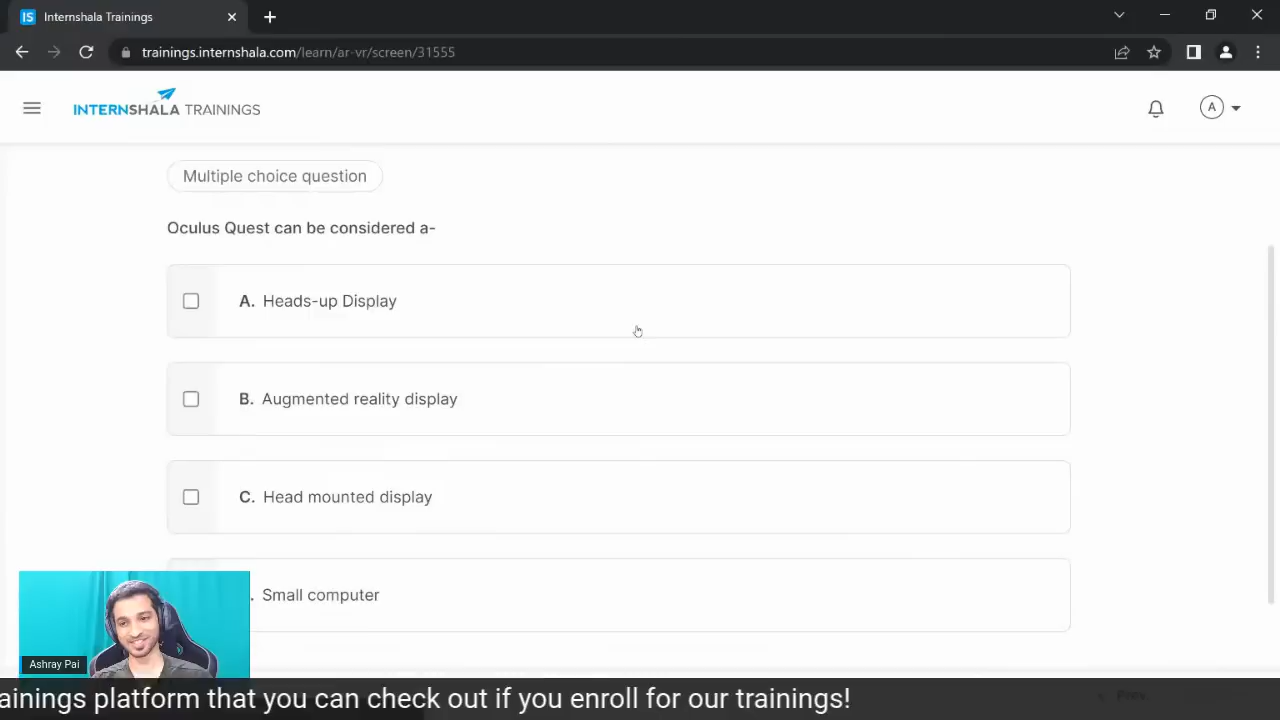 Internshala Trainings
trainings.internshala.com/learn/ar-vr/screen/31555
INTERNSHALA TRAININGS
A
Multiple choice question
Oculus Quest can be considered a-
A. Heads-up Display
B. Augmented reality display
C. Head mounted display
. Small computer
Ashray Pai
Prev
ainings platform that you can check out if you enroll for our trainings!